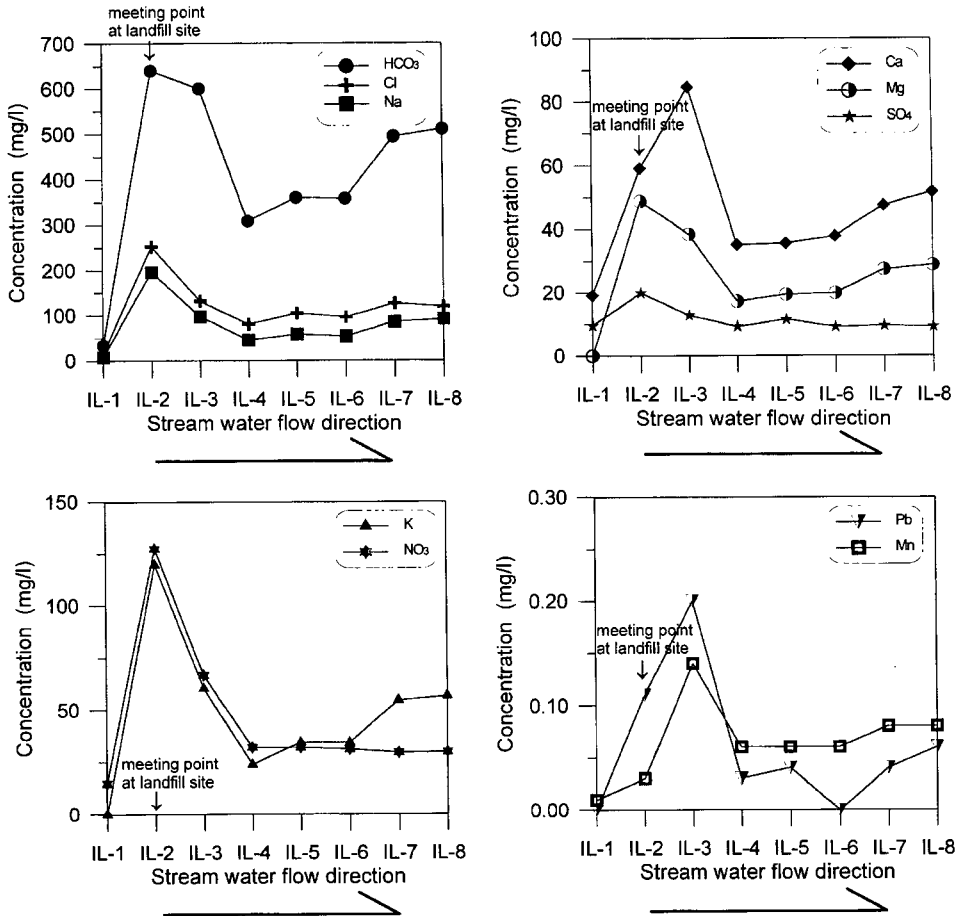 meeting point
at landfill site
700
600
500
400
300
200
100
0
Concentration (mg/l)
HCO₃
Cl
Na
IL-1 IL-2 IL-3 IL-4 IL-5 IL-6 IL-7 IL-8
Stream water flow direction
100
80
60
40
20
0
Concentration (mg/l)
meeting point
at landfill site
Ca
Mg
SO₄
IL-1 IL-2 IL-3 IL-4 IL-5 IL-6 IL-7 IL-8
Stream water flow direction
150
100
50
0
Concentration (mg/l)
K
NO₃
meeting point
at landfill site
IL-1 IL-2 IL-3 IL-4 IL-5 IL-6 IL-7 IL-8
Stream water flow direction
0.30
0.20
0.10
0.00
Concentration (mg/l)
Pb
Mn
meeting point
at landfill site
IL-1 IL-2 IL-3 IL-4 IL-5 IL-6 IL-7 IL-8
Stream water flow direction